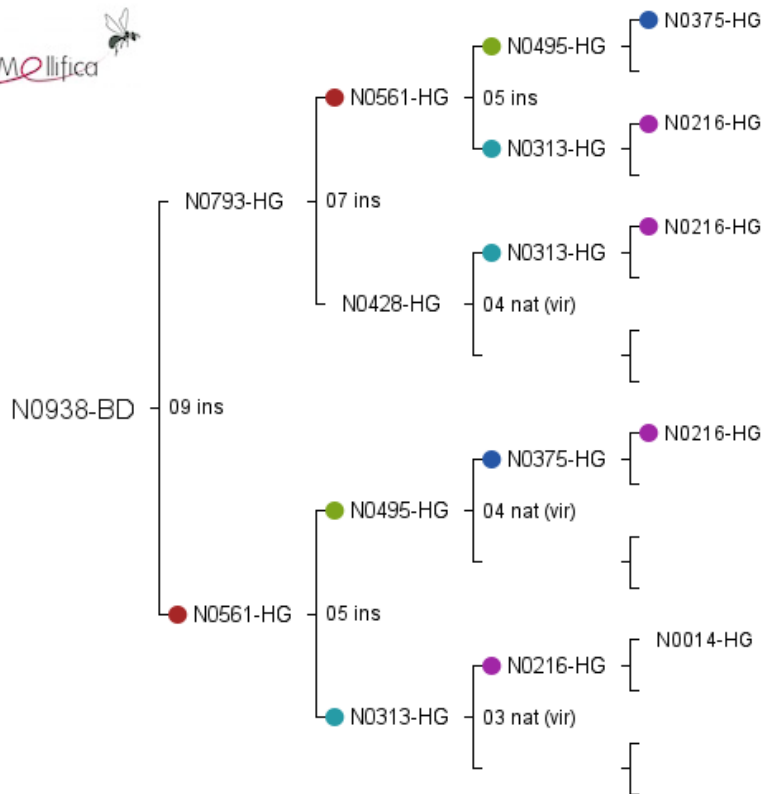 N0375-HG
N0495-HG
Mellifica
N0561-HG
05 ins
N0216-HG
N0313-HG
N0793-HG
07 ins
N0216-HG
N0313-HG
N0428-HG
04 nat (vir)
N0938-BD
09 ins
N0216-HG
N0375-HG
N0495-HG
04 nat (vir)
N0561-HG
05 ins
N0014-HG
N0216-HG
N0313-HG
03 nat (vir)